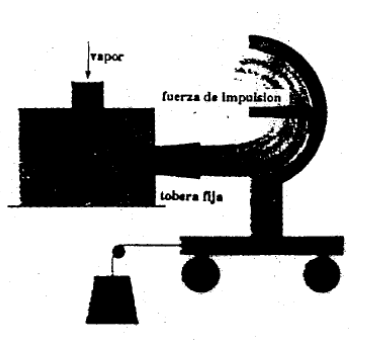 vapor
fuerza de impulsion
tobera fija